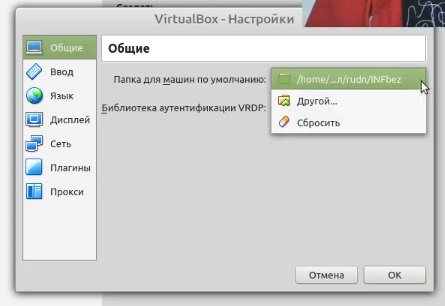 VirtualBox - Настройки
Общие
Ввод
Язык
Дисплей
Сеть
Плагины
Прокси
Общие
Папка для машин по умолчанию:
/home/...n/rudn/INFbez
Другой...
Сбросить
Библиотека аутентификации VRDP:
Отмена
OK